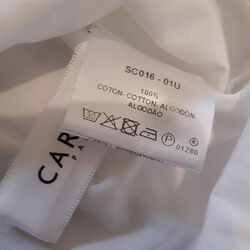 SC016 - 01U
100%
COTON- COTTON- ALGODÓN-
ALGODÃO
P
®
01280
CAR
PA